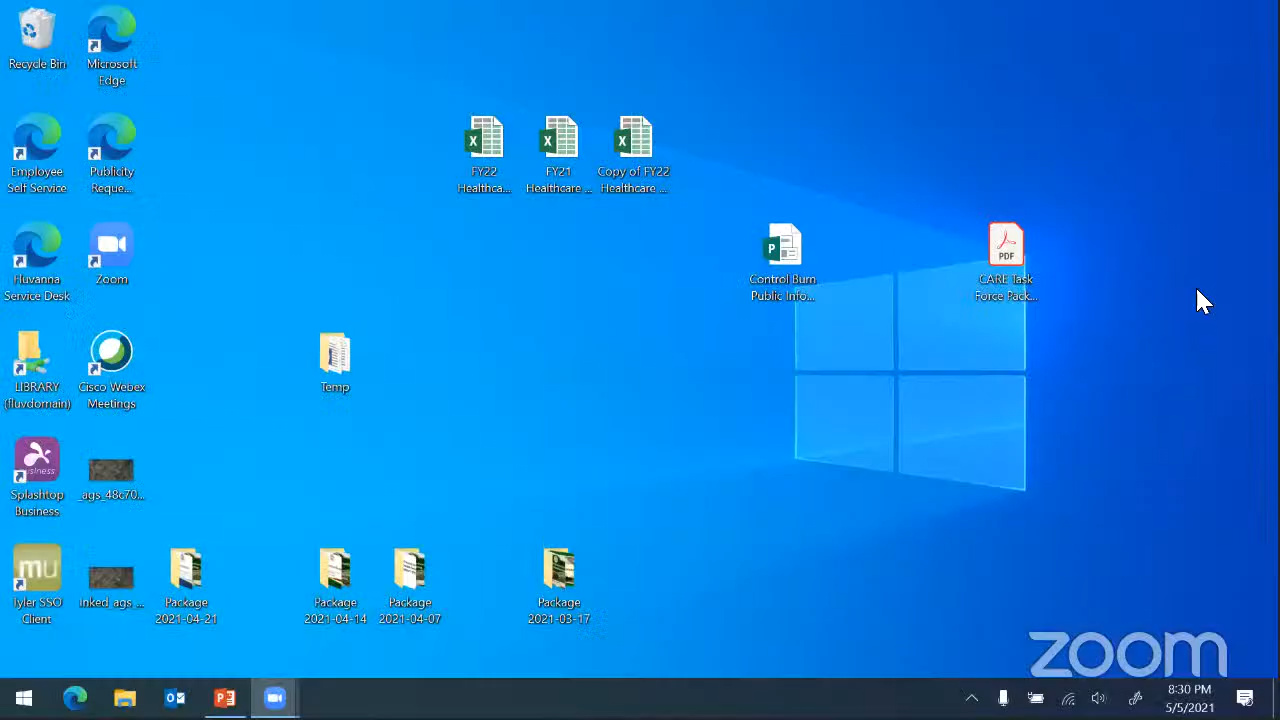 Recycle Bin
Microsoft
Edge
Employee
Self Service
Publicity
Reque...
FY22
Healthca...
FY21
Healthcare ...
Copy of FY22
Healthcare ...
Fluvanna
Service Desk
Zoom
Control Burn
Public Info...
PDF
CARE Task
Force Pack...
LIBRARY
(fluvdomain)
Cisco Webex
Meetings
Temp
Splashtop
Business
_ags_48c70...
mu
Tyler SSO
Client
inked_ags_...
Package
2021-04-21
Package
2021-04-14
Package
2021-04-07
Package
2021-03-17
zoom
8:30 PM
5/5/2021